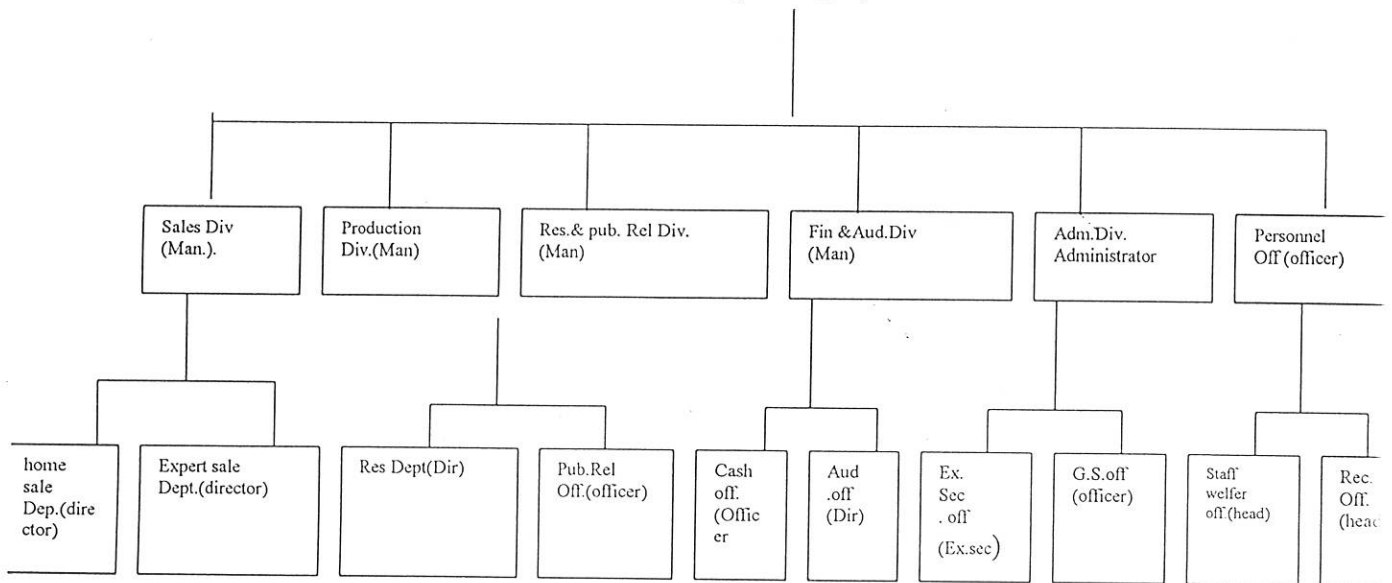 Sales Div
(Man.).
Production
Div.(Man)
Res.& pub. Rel Div.
(Man)
Fin &Aud.Div
(Man)
Adm.Div.
Administrator
Personnel
Off (officer)
home
sale
Dep.(dire
ctor)
Expert sale
Dept.(director)
Res Dept(Dir)
Pub.Rel
Off.(officer)
Cash
off.
(Offic
er
Aud
.off
(Dir)
Ex.
Sec
. off
(Ex.sec)
G.S.off
(officer)
Staff
welfer
off.(head)
Rec.
Off.
(head